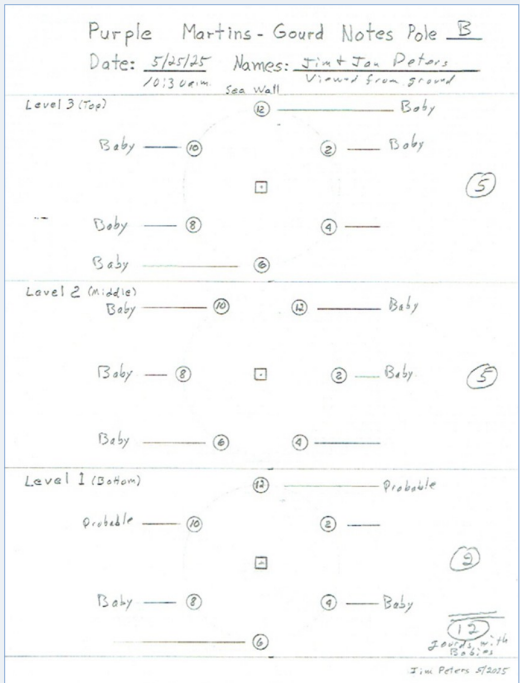 Purple Martins - Gourd Notes Pole B
Date: 5/25/25 Names: Jim & Jan Peters
10:30 a.m. Viewed from ground
Sea Wall
Level 3 (Top) 12 Baby
Baby 10 2 Baby
5
Baby 8 4
Baby 6
Level 2 (Middle)
Baby 10 12 Baby
Baby 8 2 Baby
5
Baby 6 4
Level 1 (Bottom)
12 Probable
Probable 10 2
2
Baby 8 4 Baby
12
6
gourds with
Babies
Jim Peters 5/2025